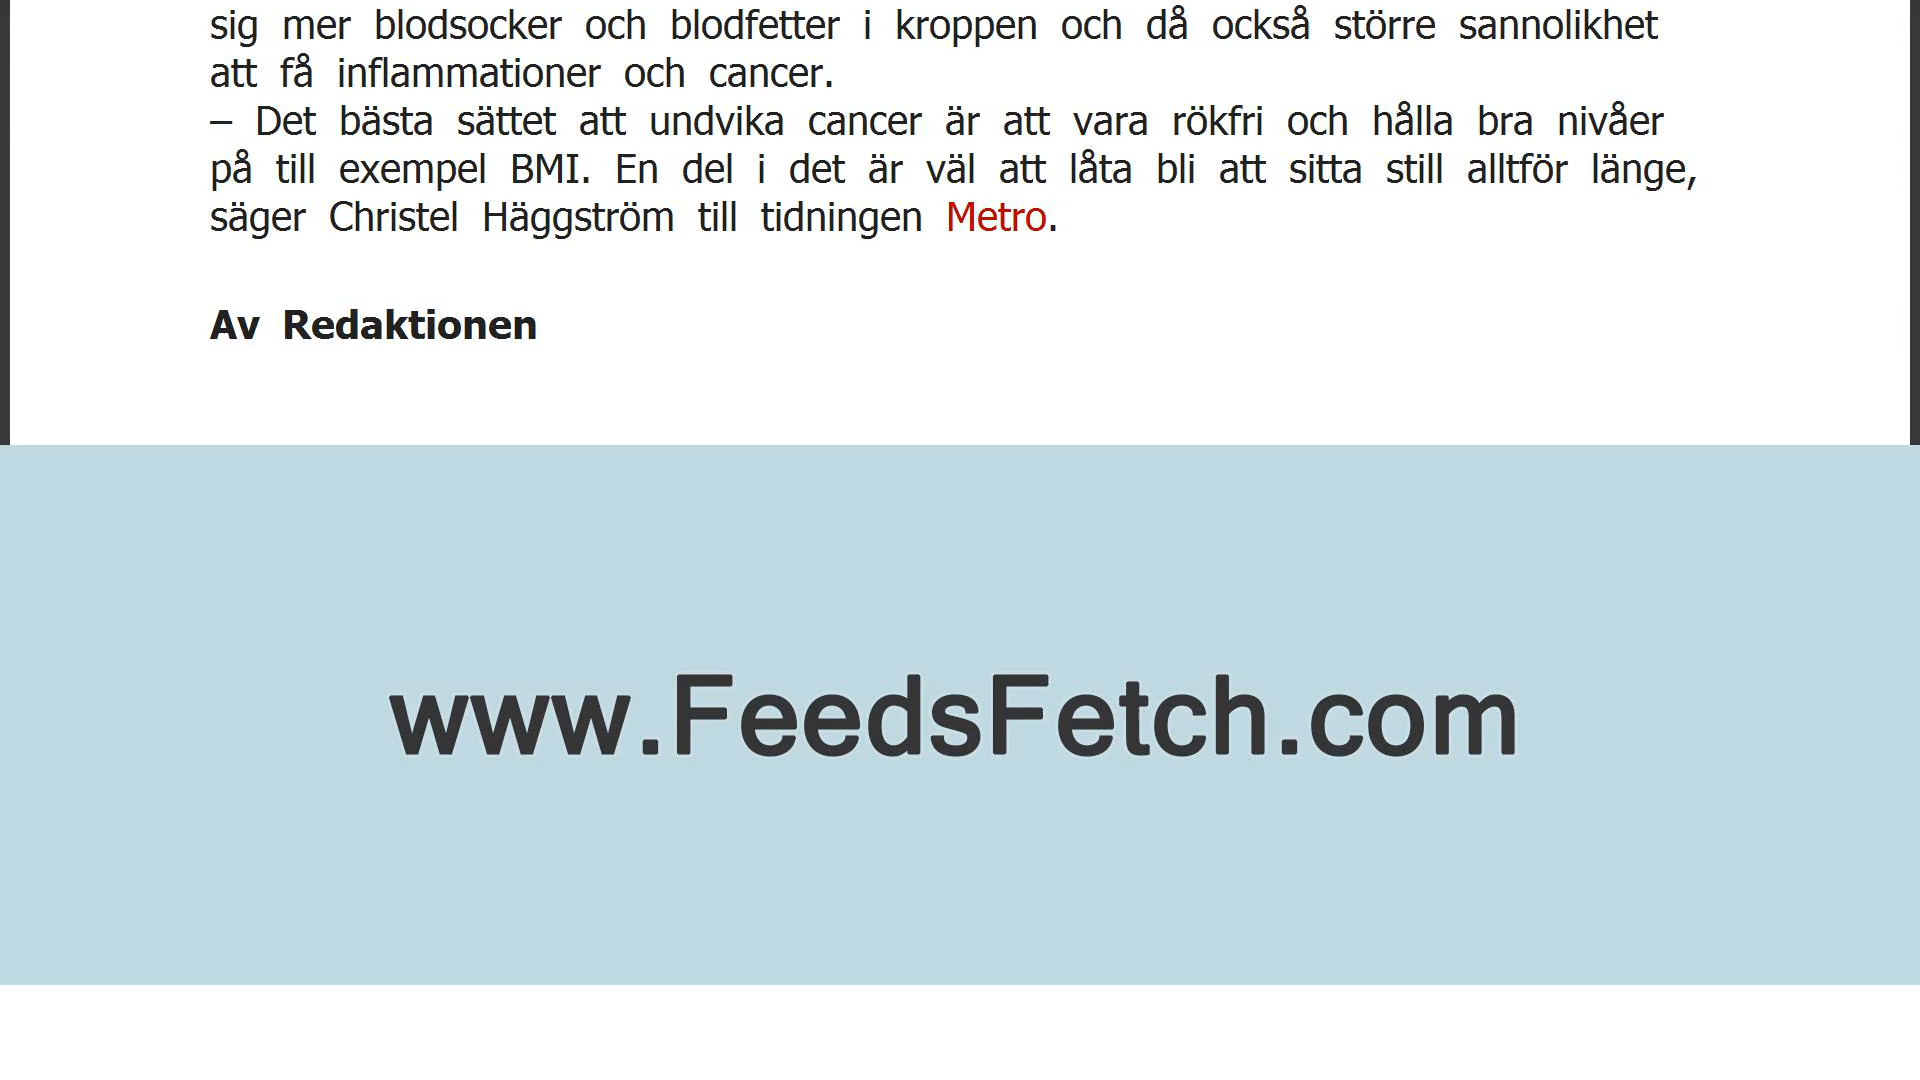 sig mer blodsocker och blodfetter i kroppen och då också större sannolikhet
att få inflammationer och cancer.
– Det bästa sättet att undvika cancer är att vara rökfri och hålla bra nivåer
på till exempel BMI. En del i det är väl att låta bli att sitta still alltför länge,
säger Christel Häggström till tidningen Metro.
Av Redaktionen
www.FeedsFetch.com